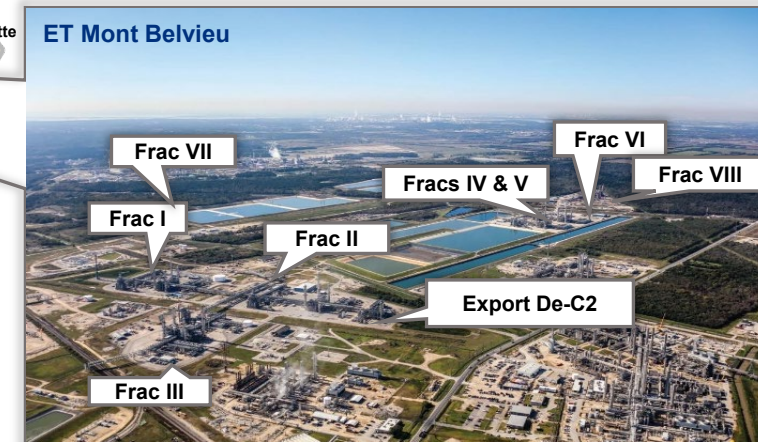 ET Mont Belvieu
Frac VII
Frac VI
Fracs IV & V
Frac VIII
Frac I
Frac II
Export De-C2
Frac III